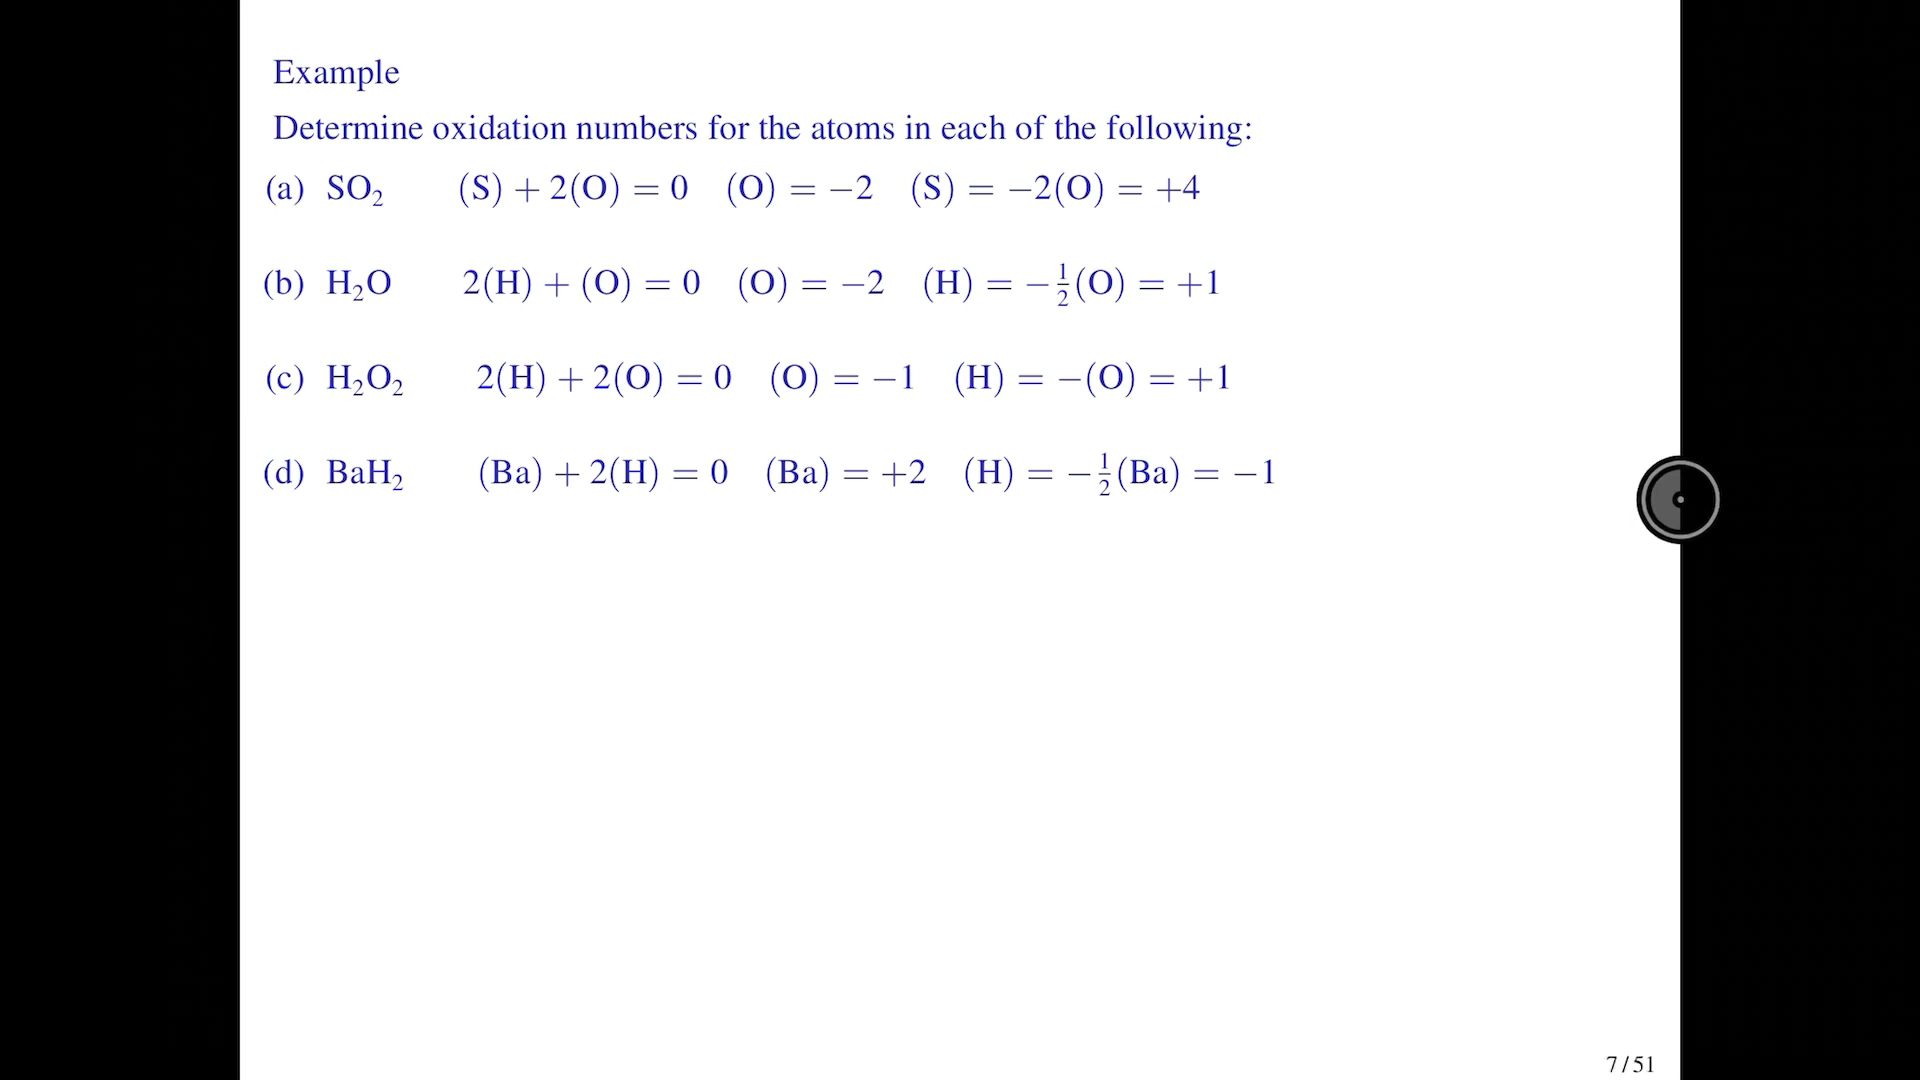 Example
Determine oxidation numbers for the atoms in each of the following:
(a) SO₂ (S) + 2(O) = 0 (O) = −2 (S) = −2(O) = +4
(b) H₂O 2(H) + (O) = 0 (O) = −2 (H) = −½(O) = +1
(c) H₂O₂ 2(H) + 2(O) = 0 (O) = −1 (H) = −(O) = +1
(d) BaH₂ (Ba) + 2(H) = 0 (Ba) = +2 (H) = −½(Ba) = −1
7/51